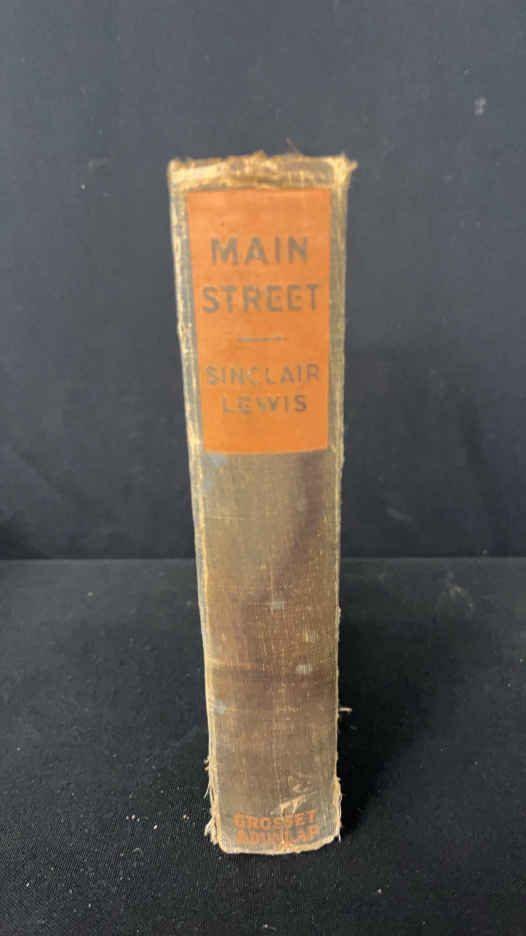 MAIN
STREET
SINCLAIR
LEWIS
GROSSET
& DUNLAP